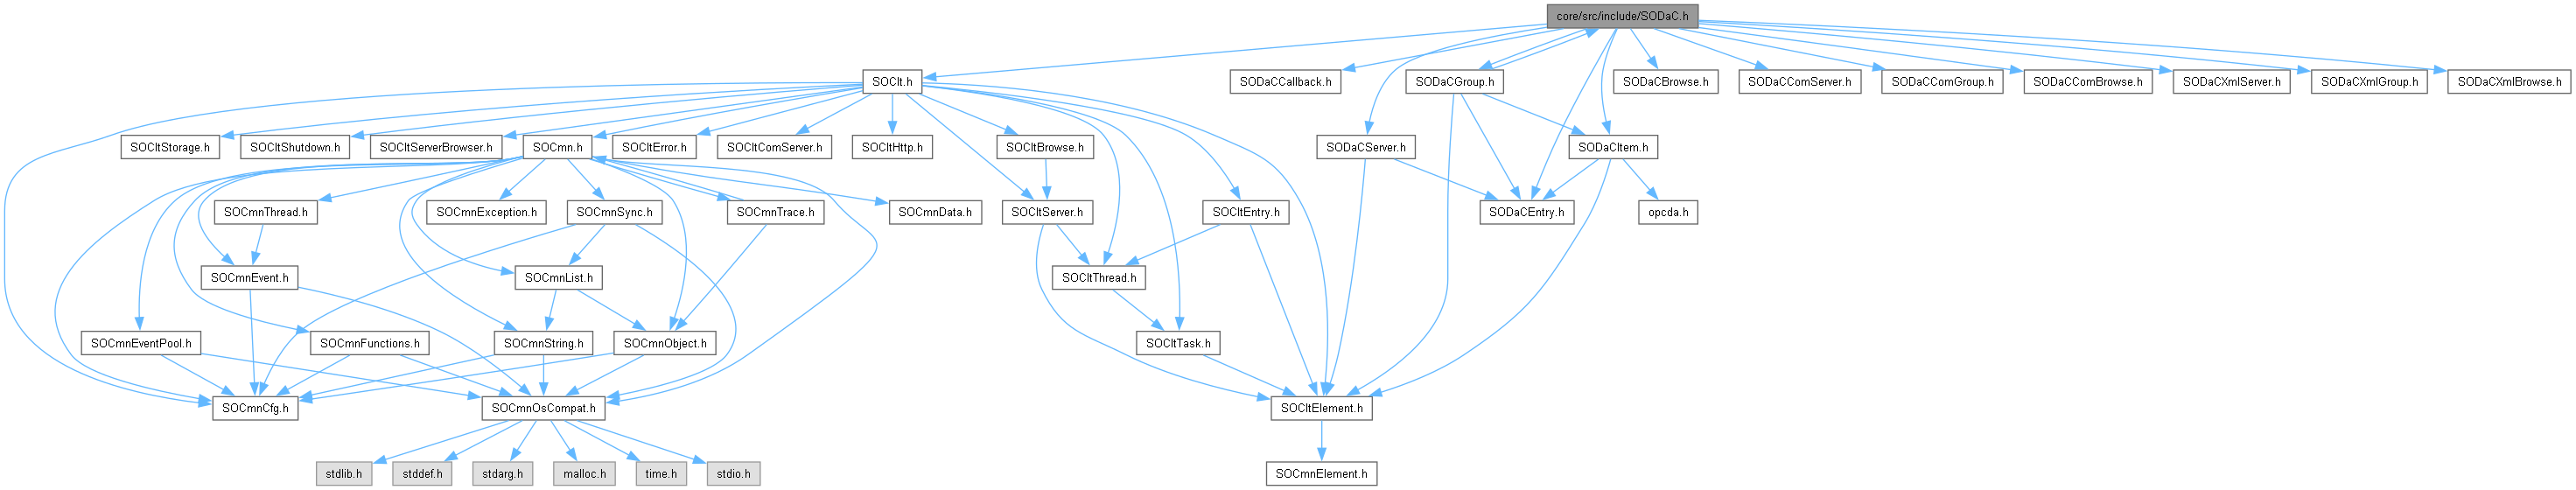 core/src/include/SODaC.h
SOClt.h
SODaCCallback.h
SODaCGroup.h
SODaCBrowse.h
SODaCComServer.h
SODaCComGroup.h
SODaCComBrowse.h
SODaCXmlServer.h
SODaCXmlGroup.h
SODaCXmlBrowse.h
SOCltStorage.h
SOCltShutdown.h
SOCltServerBrowser.h
SOCmn.h
SOCltError.h
SOCltComServer.h
SOCltHttp.h
SOCltBrowse.h
SODaCServer.h
SODaCItem.h
SOCmnThread.h
SOCmnException.h
SOCmnSync.h
SOCmnTrace.h
SOCmnData.h
SOCltServer.h
SOCltEntry.h
SODaCEntry.h
opcda.h
SOCmnEvent.h
SOCmnList.h
SOCltThread.h
SOCmnEventPool.h
SOCmnFunctions.h
SOCmnString.h
SOCmnObject.h
SOCltTask.h
SOCmnCfg.h
SOCmnOsCompat.h
SOCltElement.h
stdlib.h
stddef.h
stdarg.h
malloc.h
time.h
stdio.h
SOCmnElement.h